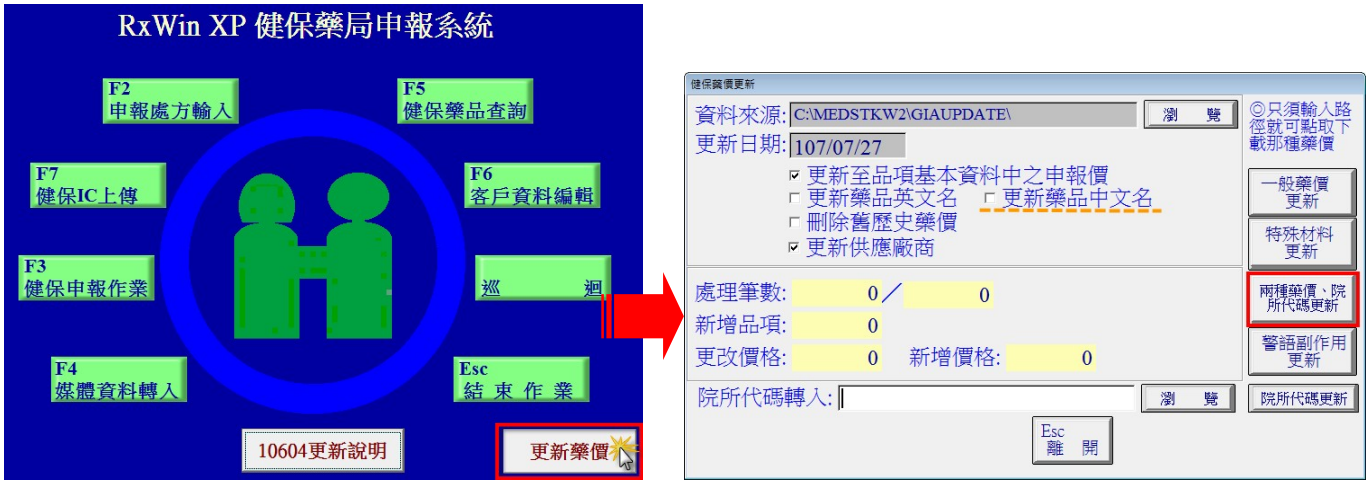 RxWin XP 健保藥局申報系統
F2
申報處方輸入
F5
健保藥品查詢
F7
健保IC上傳
F6
客戶資料編輯
F3
健保申報作業
巡 迴
F4
媒體資料轉入
Esc
結 束 作 業
10604更新說明
更新藥價
健保藥價更新
資料來源: C:\MEDSTKW2\GIAUPDATE\
瀏 覽
更新日期: 107/07/27
更新至品項基本資料中之申報價
更新藥品英文名 更新藥品中文名
刪除舊歷史藥價
更新供應廠商
◎只須輸入路
徑就可點取下
載那種藥價
一般藥價
更新
特殊材料
更新
兩種藥價、院
所代碼更新
警語副作用
更新
處理筆數: 0／ 0
新增品項: 0
更改價格: 0 新增價格: 0
院所代碼轉入:
瀏 覽
院所代碼更新
Esc
離 開